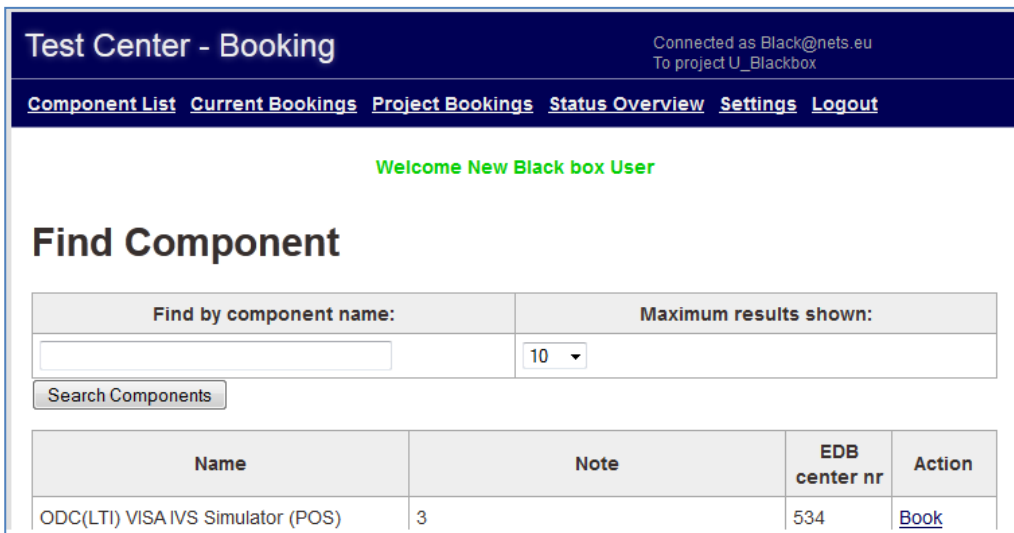 Test Center - Booking
Connected as Black@nets.eu
To project U_Blackbox
Component List Current Bookings Project Bookings Status Overview Settings Logout
Welcome New Black box User
Find Component
Find by component name: Maximum results shown:
10
Search Components
Name Note EDB center nr Action
ODC(LTI) VISA IVS Simulator (POS) 3 534 Book